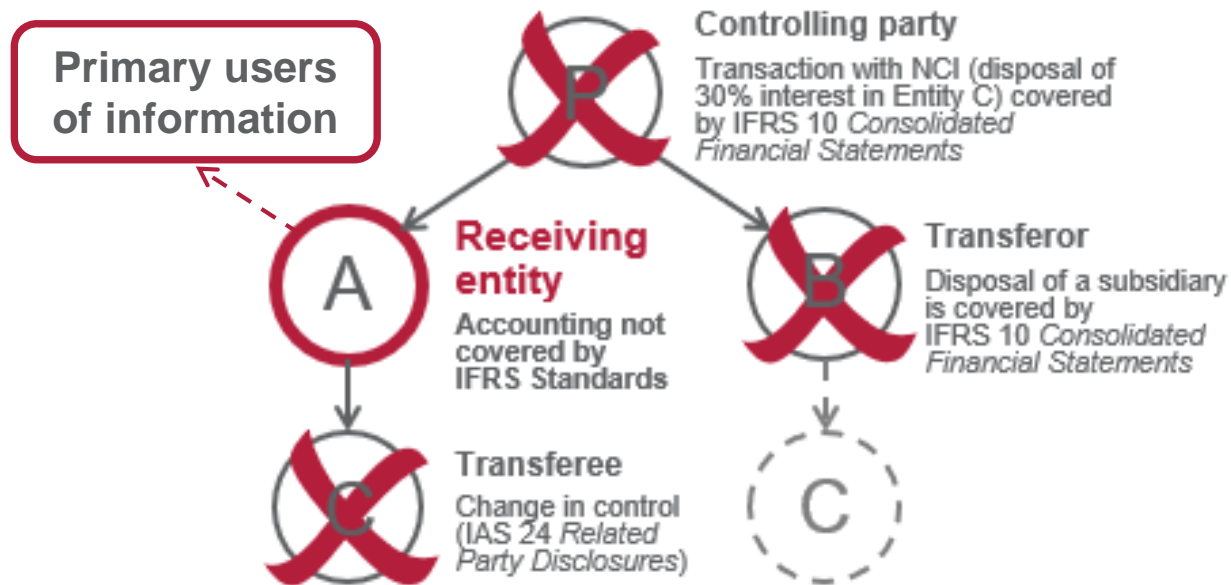 Primary users
of information
P
Controlling party
Transaction with NCI (disposal of
30% interest in Entity C) covered
by IFRS 10 Consolidated
Financial Statements
A
Receiving
entity
Accounting not
covered by
IFRS Standards
B
Transferor
Disposal of a subsidiary
is covered by
IFRS 10 Consolidated
Financial Statements
C
Transferee
Change in control
(IAS 24 Related
Party Disclosures)
C